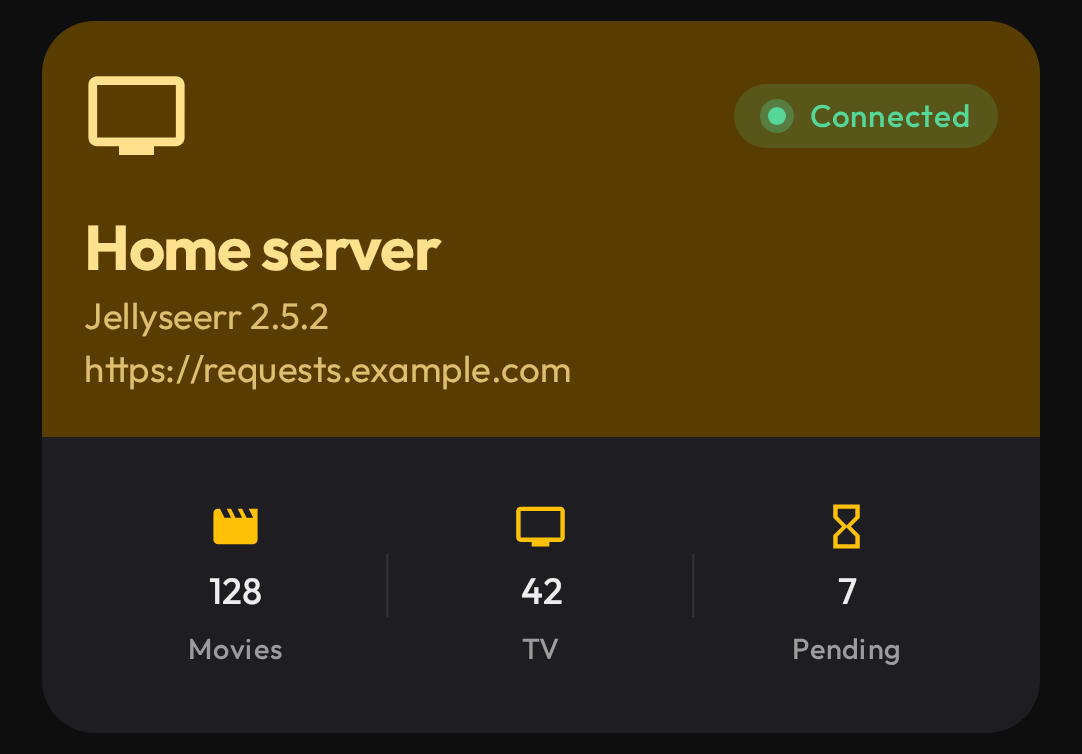 Connected
Home server
Jellyseerr 2.5.2
https://requests.example.com
128
Movies
42
TV
7
Pending